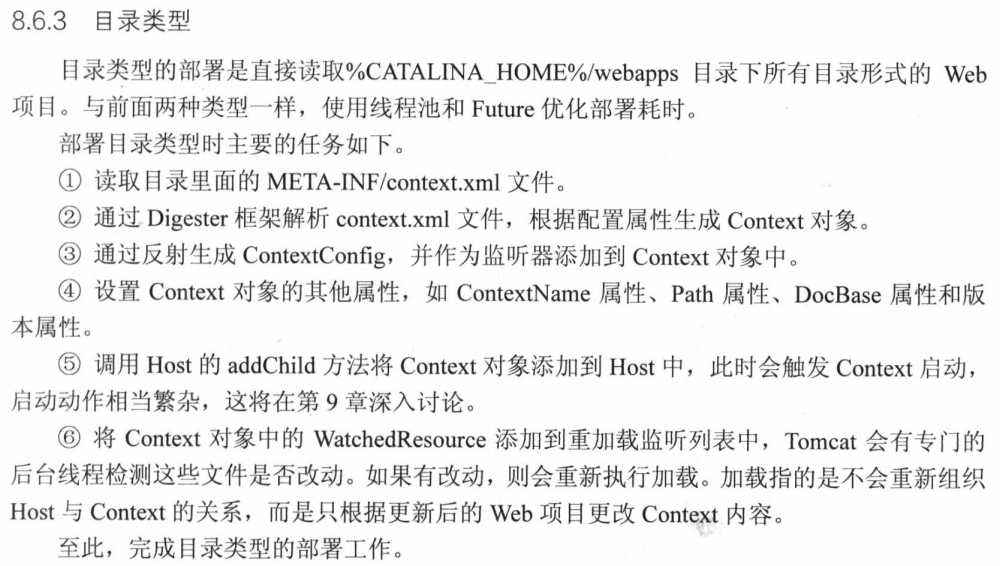 8.6.3 目录类型
目录类型的部署是直接读取%CATALINA_HOME%/webapps 目录下所有目录形式的 Web
项目。与前面两种类型一样，使用线程池和 Future 优化部署耗时。
部署目录类型时主要的任务如下。
① 读取目录里面的 META-INF/context.xml 文件。
② 通过 Digester 框架解析 context.xml 文件，根据配置属性生成 Context 对象。
③ 通过反射生成 ContextConfig，并作为监听器添加到 Context 对象中。
④ 设置 Context 对象的其他属性，如 ContextName 属性、Path 属性、DocBase 属性和版
本属性。
⑤ 调用 Host 的 addChild 方法将 Context 对象添加到 Host 中，此时会触发 Context 启动，
启动动作相当繁杂，这将在第 9 章深入讨论。
⑥ 将 Context 对象中的 WatchedResource 添加到重加载监听列表中，Tomcat 会有专门的
后台线程检测这些文件是否改动。如果有改动，则会重新执行加载。加载指的是不会重新组织
Host 与 Context 的关系，而是只根据更新后的 Web 项目更改 Context 内容。
至此，完成目录类型的部署工作。